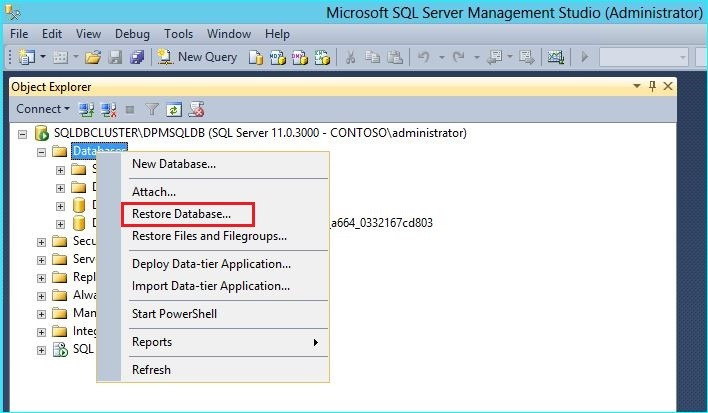 Microsoft SQL Server Management Studio (Administrator)
File Edit View Debug Tools Window Help
New Query
Object Explorer
Connect
SQLDBCLUSTER\DPMSQLDB (SQL Server 11.0.3000 - CONTOSO\administrator)
Databases
New Database...
Attach...
Restore Database...
_a664_0332167cd803
Restore Files and Filegroups...
Secu
Deploy Data-tier Application...
Serve
Repl
Import Data-tier Application...
Alwa
Man
Start PowerShell
Integ
Reports
SQL
Refresh